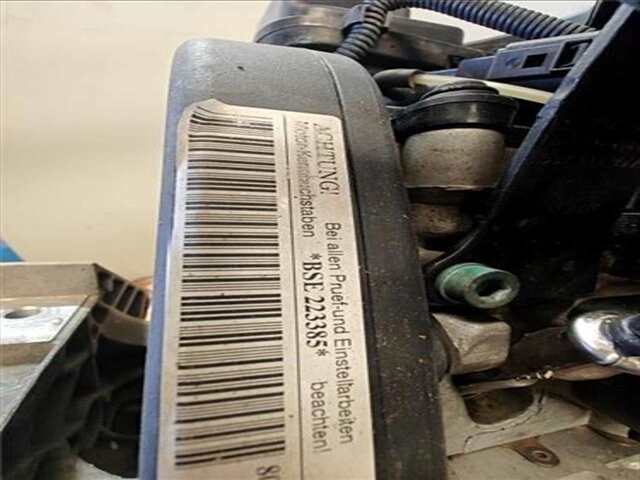 ACHTUNG! Bei allen Pruef-und Einstellarbeiten
Motor-Kennbuchstaben *BSE 223385* beachten!